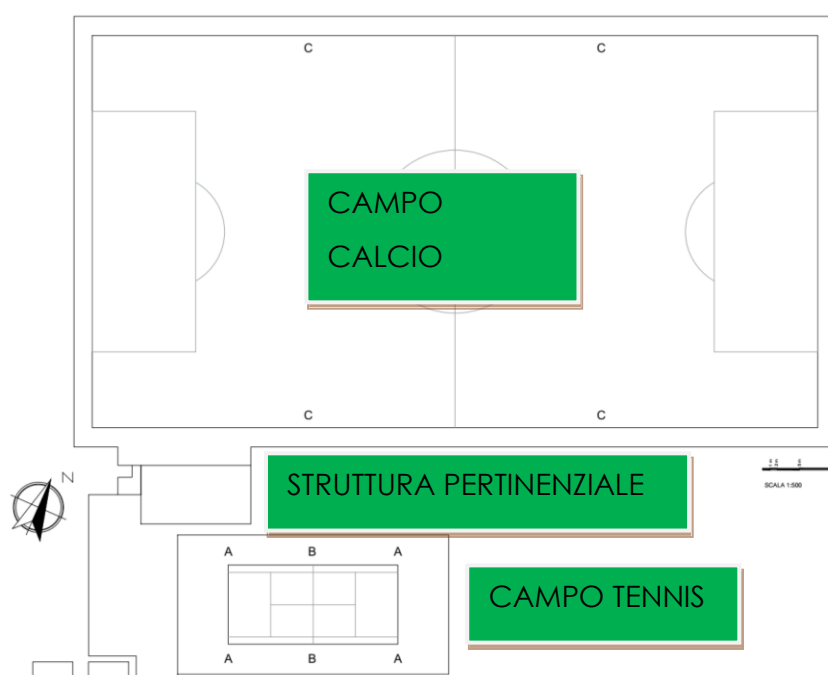 C C
CAMPO
CALCIO
C C
STRUTTURA PERTINENZIALE
N
SCALA 1:500
A B A
CAMPO TENNIS
A B A